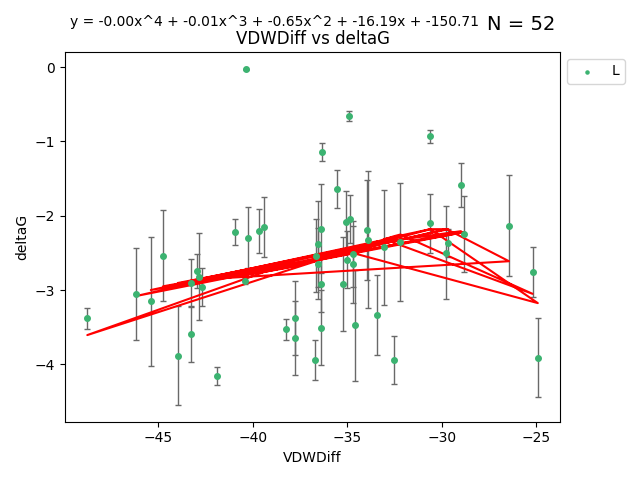 y = -0.00x^4 + -0.01x^3 + -0.65x^2 + -16.19x + -150.71 N = 52
VDWDiff vs deltaG
L
0
−1
−2
−3
−4
deltaG
−45 −40 −35 −30 −25
VDWDiff